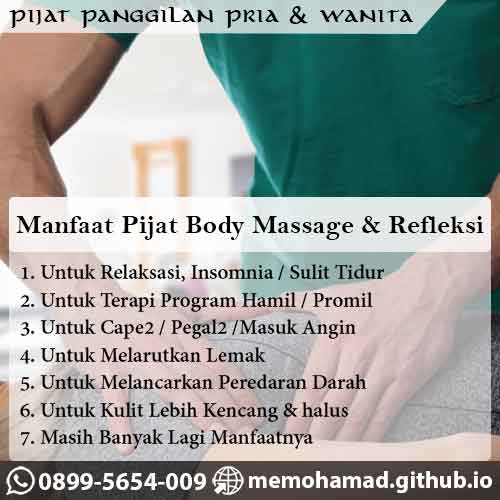 Pijat Panggilan Pria & Wanita
Manfaat Pijat Body Massage & Refleksi
1. Untuk Relaksasi, Insomnia / Sulit Tidur
2. Untuk Terapi Program Hamil / Promil
3. Untuk Cape2 / Pegal2 /Masuk Angin
4. Untuk Melarutkan Lemak
5. Untuk Melancarkan Peredaran Darah
6. Untuk Kulit Lebih Kencang & halus
7. Masih Banyak Lagi Manfaatnya
0899-5654-009 memohamad.github.io